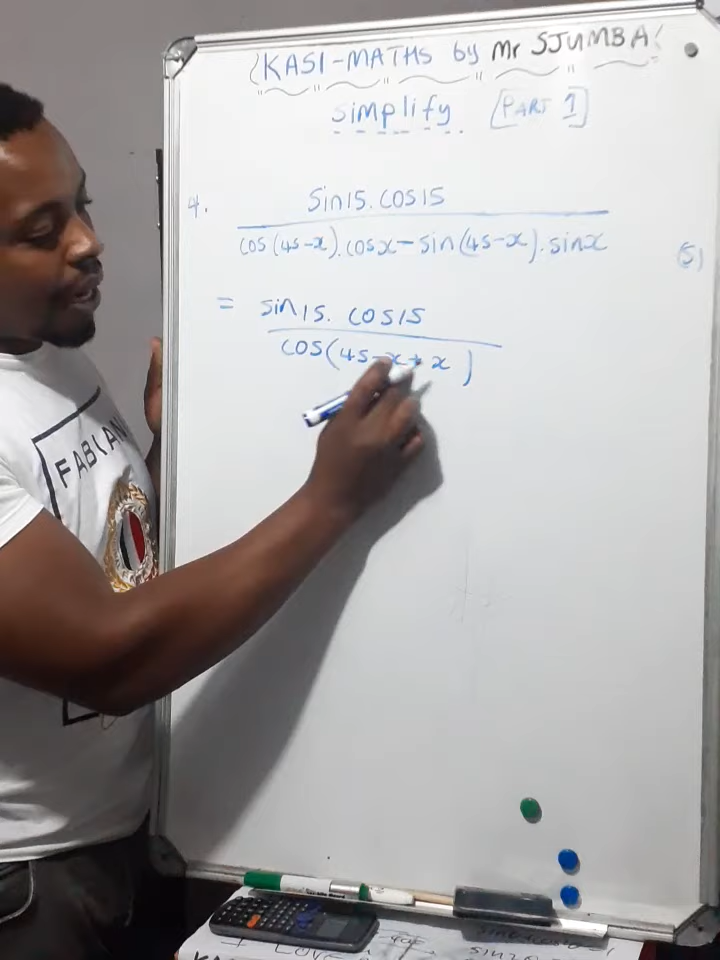 KASI-MATHS by Mr SJUMBA
simplify [PART 1]
4. Sin15.COS15
cos(45-x).cosx-sin(45-x).sinx (5)
= sin15. COS15
cos(45-x+x)
FABIANI